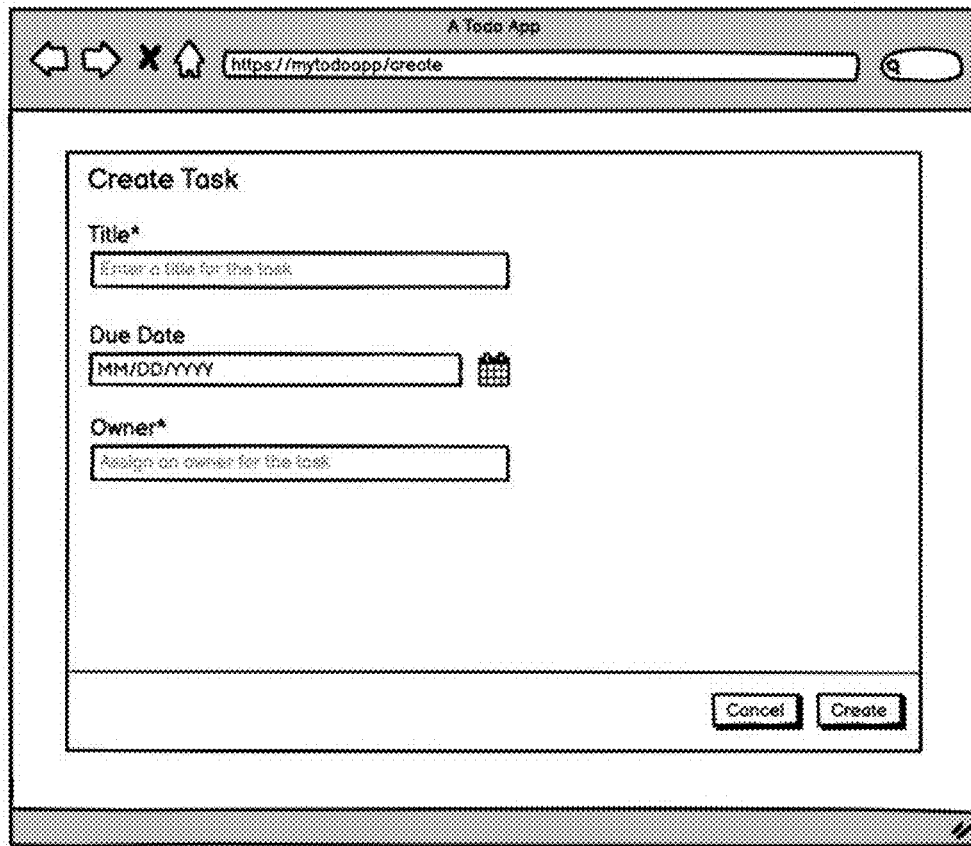 A Todo App
https://mytodoapp/create
Create Task
Title*
Enter a title for the task
Due Date
MM/DD/YYYY
Owner*
Assign an owner for the task
Cancel Create